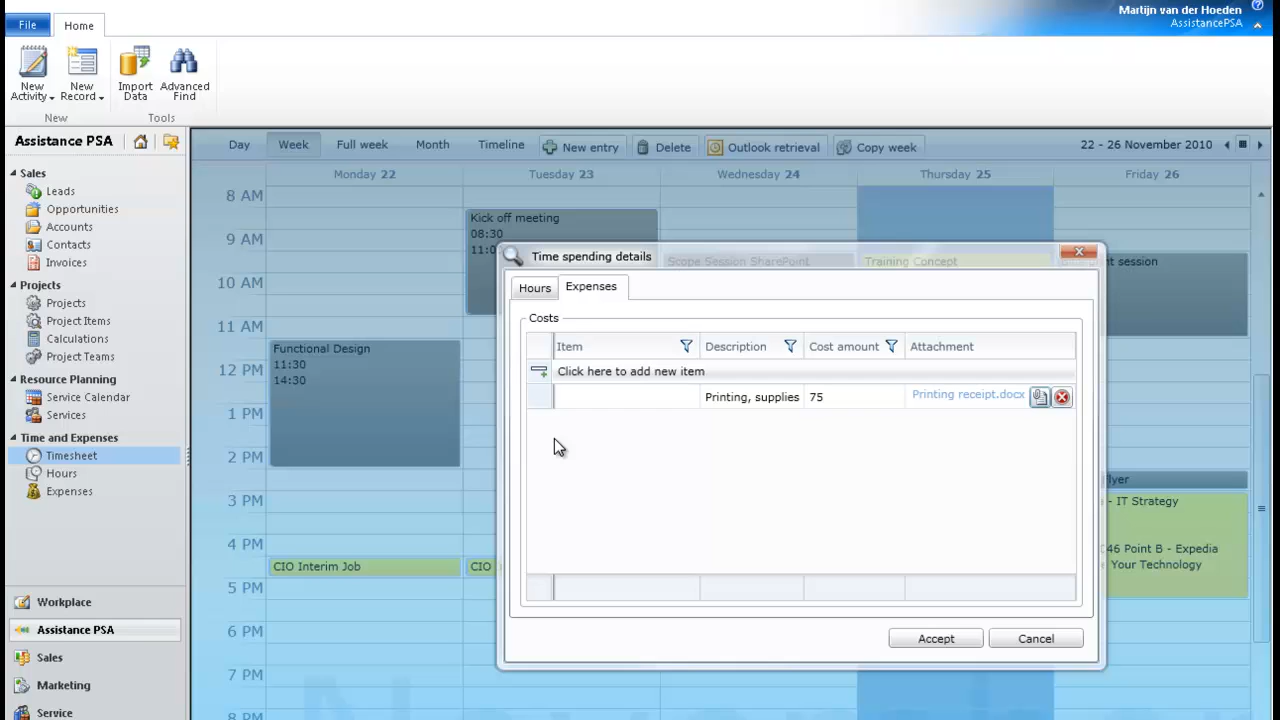 Martijn van der Hoeden
AssistancePSA
File Home
New Activity New Record Import Data Advanced Find
New Tools
Assistance PSA
Day Week Full week Month Timeline New entry Delete Outlook retrieval Copy week 22 - 26 November 2010
Monday 22 Tuesday 23 Wednesday 24 Thursday 25 Friday 26
Sales
Leads
Opportunities
Accounts
Contacts
Invoices
Projects
Projects
Project Items
Calculations
Project Teams
Resource Planning
Service Calendar
Services
Time and Expenses
Timesheet
Hours
Expenses
Workplace
Assistance PSA
Sales
Marketing
Service
8 AM
9 AM
10 AM
11 AM
12 PM
1 PM
2 PM
3 PM
4 PM
5 PM
6 PM
7 PM
8 PM
Functional Design
11:30
14:30
CIO Interim Job
Kick off meeting
08:30
CIO
Scope Session SharePoint
Training Concept
session
flyer
- IT Strategy
46 Point B - Expedia
Your Technology
Time spending details
Hours Expenses
Costs
Item Description Cost amount Attachment
Click here to add new item
Printing, supplies 75 Printing receipt.docx
Accept Cancel